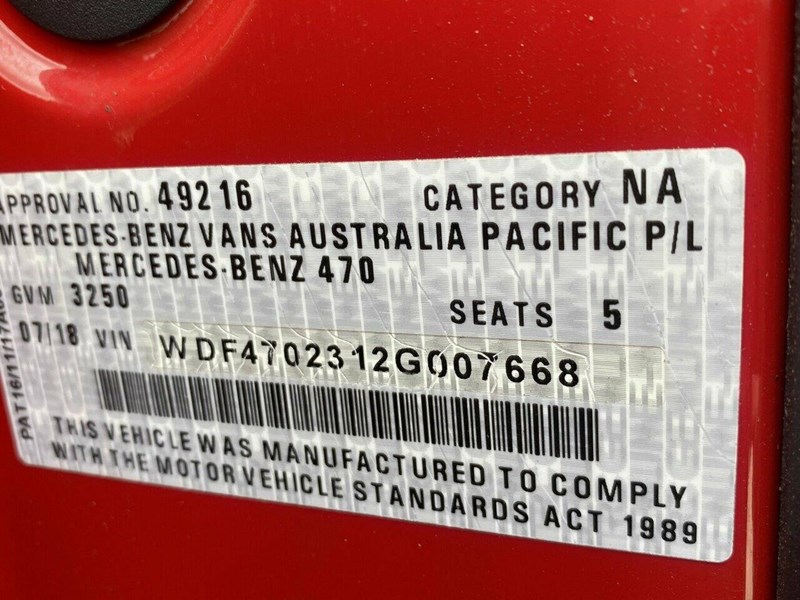 APPROVAL NO. 49216 CATEGORY NA
MERCEDES-BENZ VANS AUSTRALIA PACIFIC P/L
MERCEDES-BENZ 470
GVM 3250 SEATS 5
07/18 VIN WDF4702312G007668
THIS VEHICLE WAS MANUFACTURED TO COMPLY
WITH THE MOTOR VEHICLE STANDARDS ACT 1989